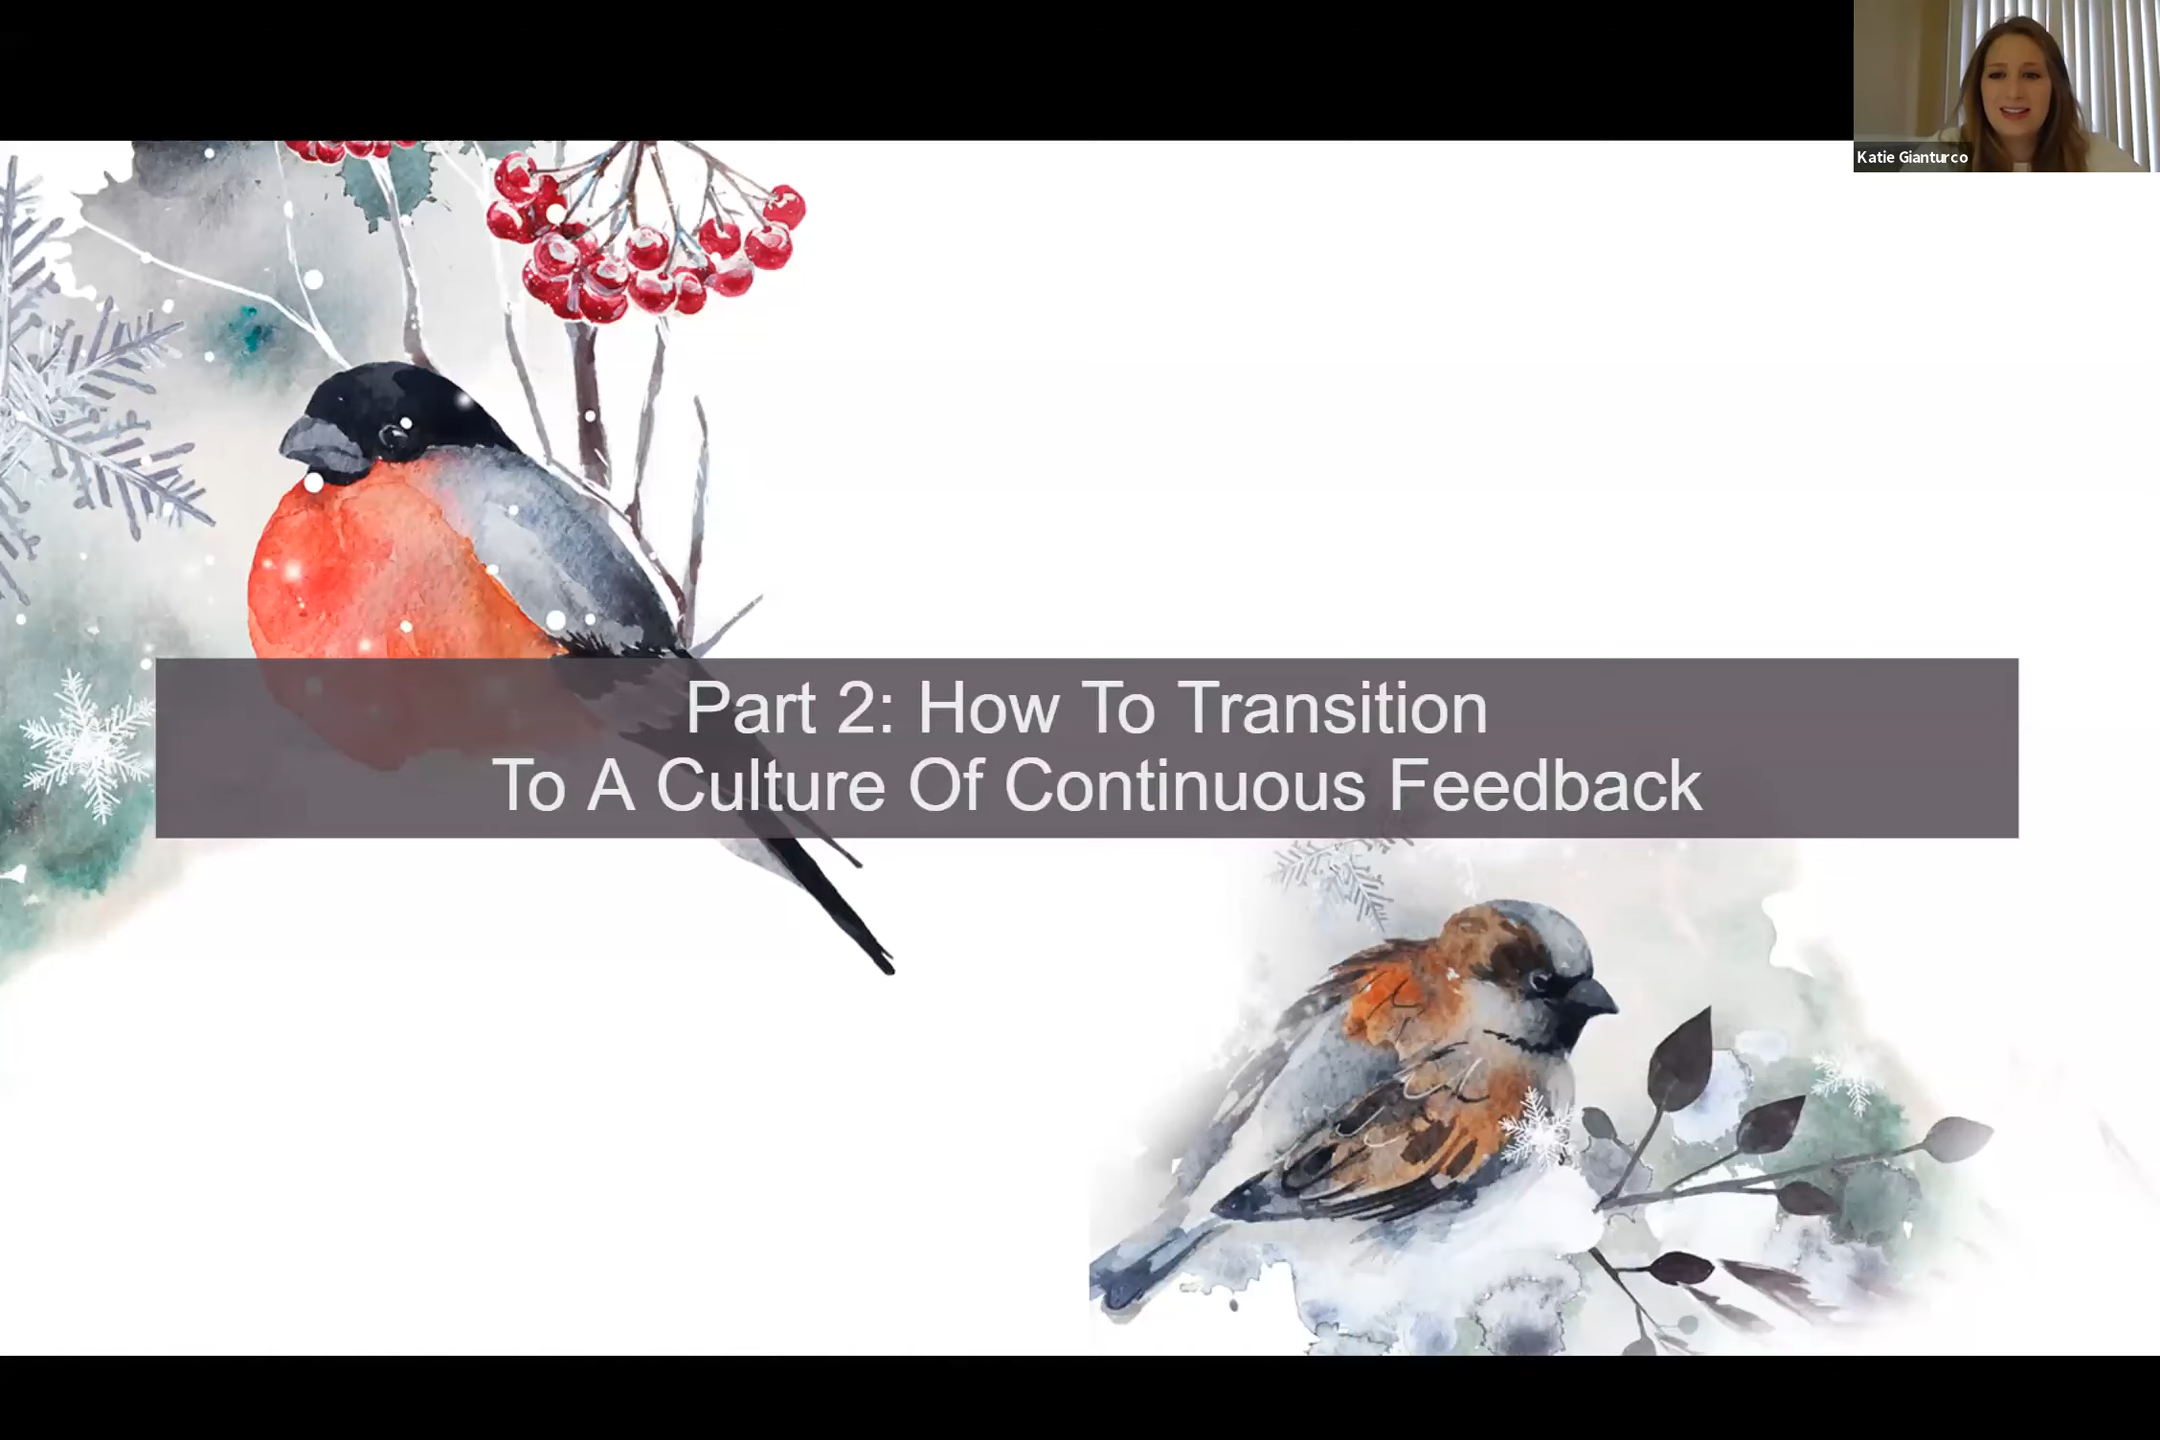 Katie Gianturco
Part 2: How To Transition
To A Culture Of Continuous Feedback